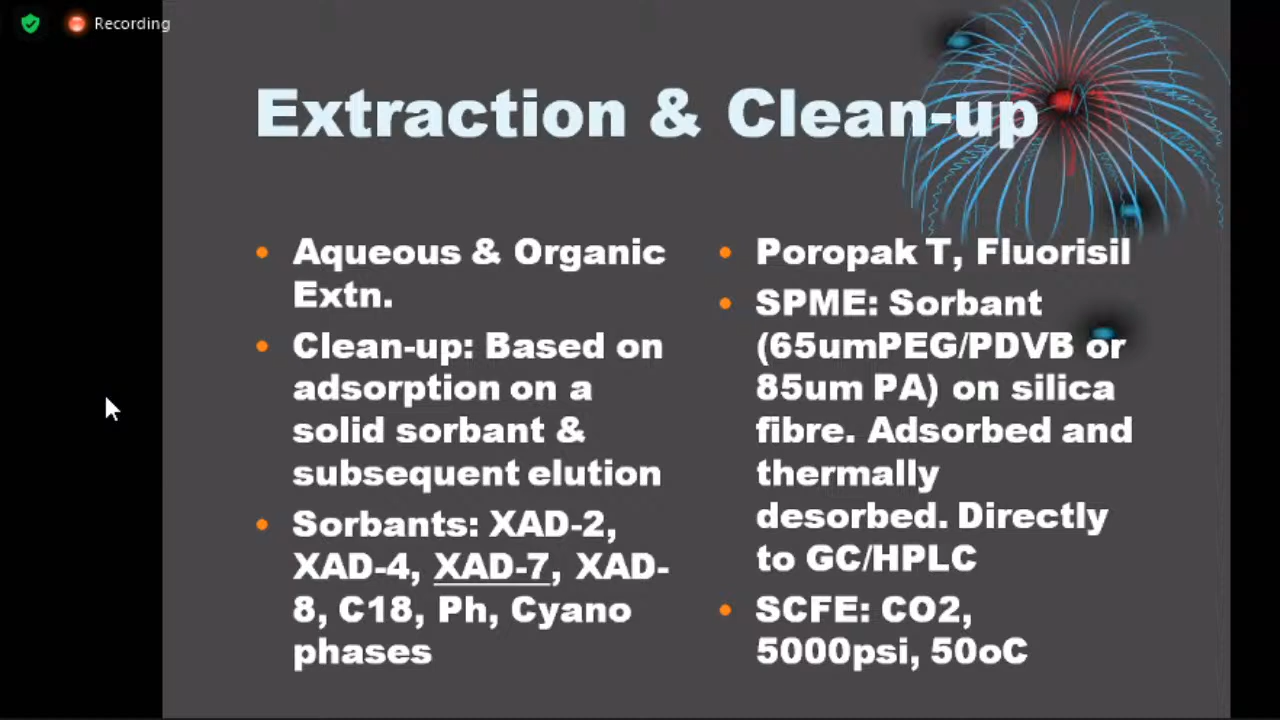 Recording
Extraction & Clean-up
• Aqueous & Organic
Extn.
• Clean-up: Based on
adsorption on a
solid sorbant &
subsequent elution
• Sorbants: XAD-2,
XAD-4, XAD-7, XAD-
8, C18, Ph, Cyano
phases
• Poropak T, Fluorisil
• SPME: Sorbant
(65umPEG/PDVB or
85um PA) on silica
fibre. Adsorbed and
thermally
desorbed. Directly
to GC/HPLC
• SCFE: CO2,
5000psi, 50oC